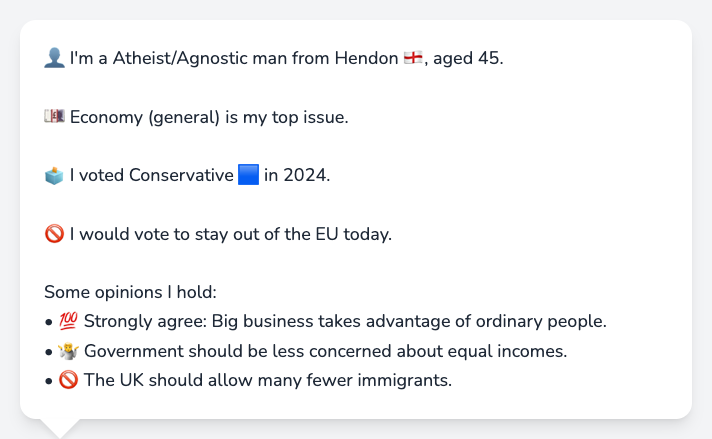 👤 I'm a Atheist/Agnostic man from Hendon 🏴󠁧󠁢󠁥󠁮󠁧󠁿, aged 45.
💷 Economy (general) is my top issue.
🗳️ I voted Conservative 🟦 in 2024.
🚫 I would vote to stay out of the EU today.
Some opinions I hold:
• 💯 Strongly agree: Big business takes advantage of ordinary people.
• 🤷 Government should be less concerned about equal incomes.
• 🚫 The UK should allow many fewer immigrants.